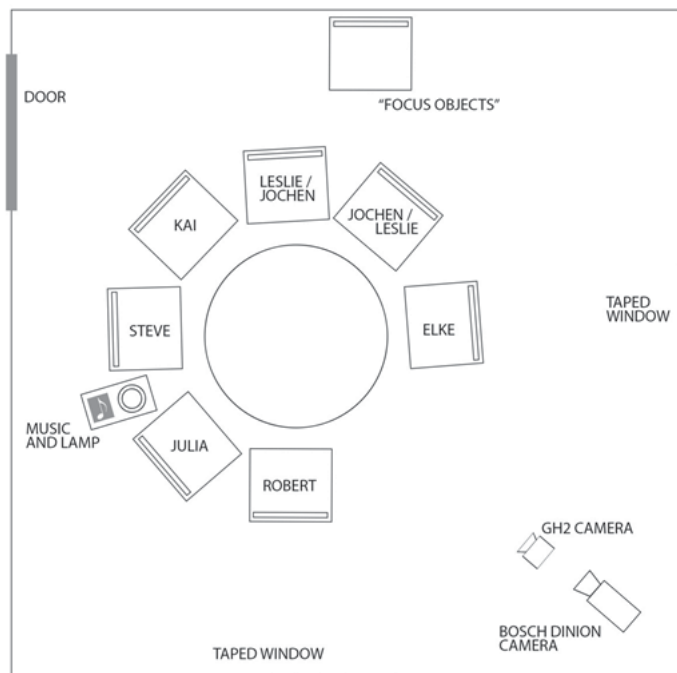 DOOR
“FOCUS OBJECTS”
LESLIE /
JOCHEN
JOCHEN /
LESLIE
KAI
STEVE
ELKE
TAPED
WINDOW
MUSIC
AND LAMP
JULIA
ROBERT
GH2 CAMERA
BOSCH DINION
CAMERA
TAPED WINDOW